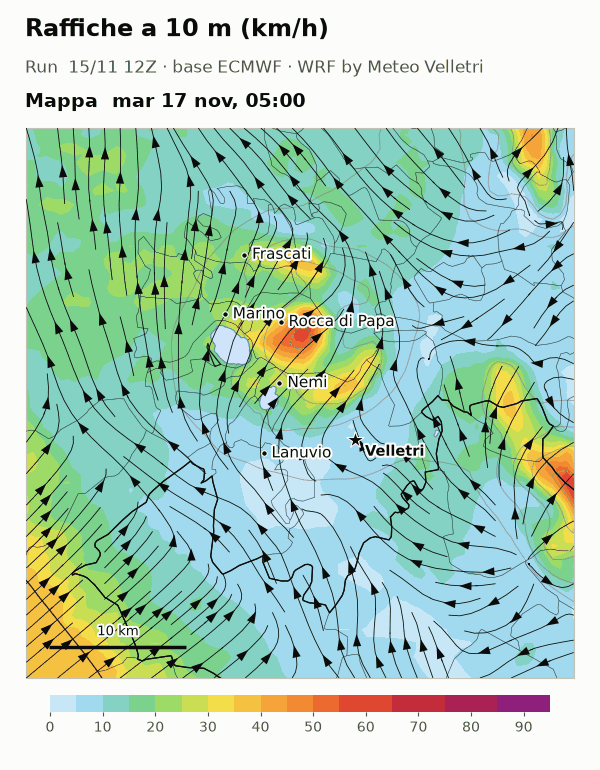 Raffiche a 10 m (km/h)
Run  15/11 12Z · base ECMWF · WRF by Meteo Velletri
Mappa  mar 17 nov, 05:00
Frascati
Marino
Rocca di Papa
Nemi
Velletri
Lanuvio
10 km
0 10 20 30 40 50 60 70 80 90